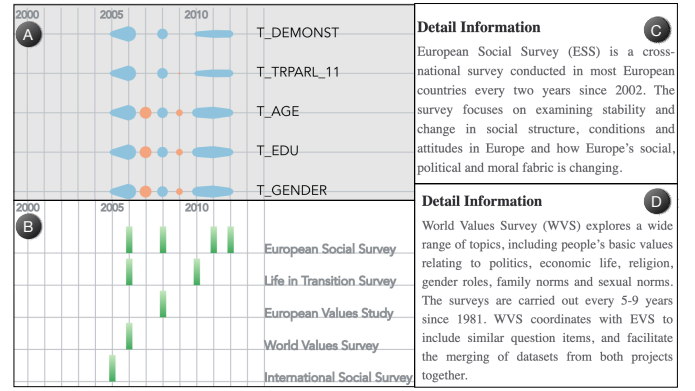 2000 2005 2010
A
T_DEMONST
T_TRPARL_11
T_AGE
T_EDU
T_GENDER
2000 2005 2010
B
European Social Survey
Life in Transition Survey
European Values Study
World Values Survey
International Social Survey
Detail Information
C
European Social Survey (ESS) is a cross-
national survey conducted in most European
countries every two years since 2002. The
survey focuses on examining stability and
change in social structure, conditions and
attitudes in Europe and how Europe's social,
political and moral fabric is changing.
Detail Information
D
World Values Survey (WVS) explores a wide
range of topics, including people's basic values
relating to politics, economic life, religion,
gender roles, family norms and sexual norms.
The surveys are carried out every 5-9 years
since 1981. WVS coordinates with EVS to
include similar question items, and facilitate
the merging of datasets from both projects
together.